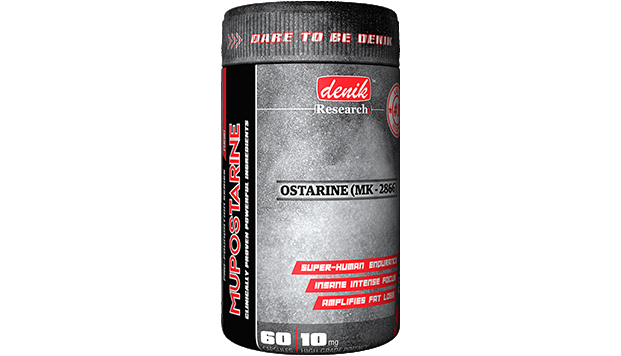 DARE TO BE DENIK
denik
Research
OSTARINE (MK - 2866)
SUPER-HUMAN ENDURANCE
INSANE INTENSE FOCUS
AMPLIFIES FAT LOSS
60 10 mg
CAPSULES
MUPOSTARINE
CLINICALLY PROVEN POWERFUL INGREDIENTS